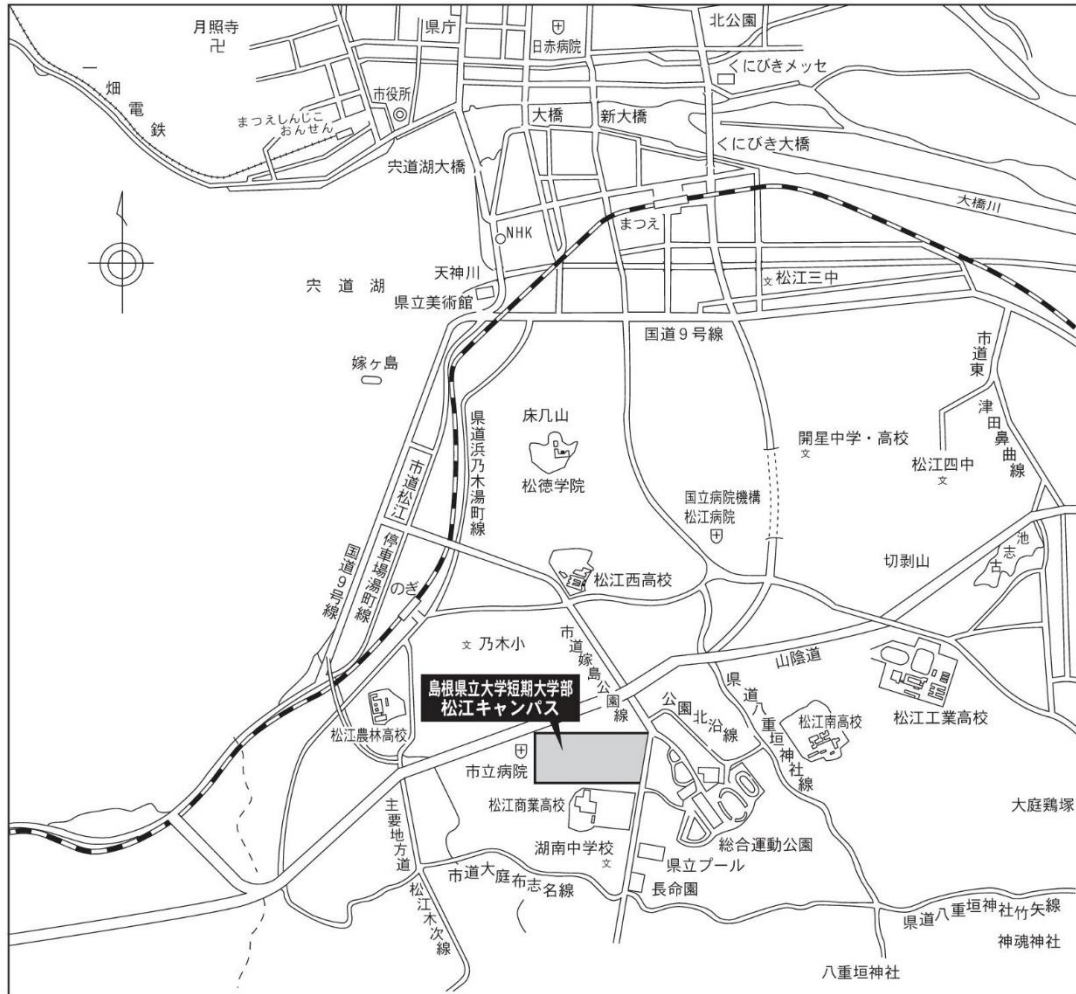 月照寺
県庁
日赤病院
北公園
くにびきメッセ
一畑電鉄
市役所
まつえしんじこ
おんせん
大橋
新大橋
くにびき大橋
宍道湖大橋
大橋川
まつえ
NHK
天神川
松江三中
文
宍道湖
県立美術館
国道9号線
嫁ヶ島
市道東
津田鼻曲線
床几山
松徳学院
県道浜乃木湯町線
開星中学・高校
文
松江四中
文
国立病院機構
松江病院
市道松江
停車場湯町線
国道9号線
のぎ
切剥山
古志池
松江西高校
文
乃木小
市道嫁島公園線
山陰道
島根県立大学短期大学部
松江キャンパス
公園北沿線
県道八重垣神社線
松江南高校
松江工業高校
松江農林高校
市立病院
松江商業高校
大庭鶏塚
総合運動公園
湖南中学校
文
県立プール
長命園
主要地方道
松江木次線
市道大庭布志名線
県道八重垣神社竹矢線
神魂神社
八重垣神社